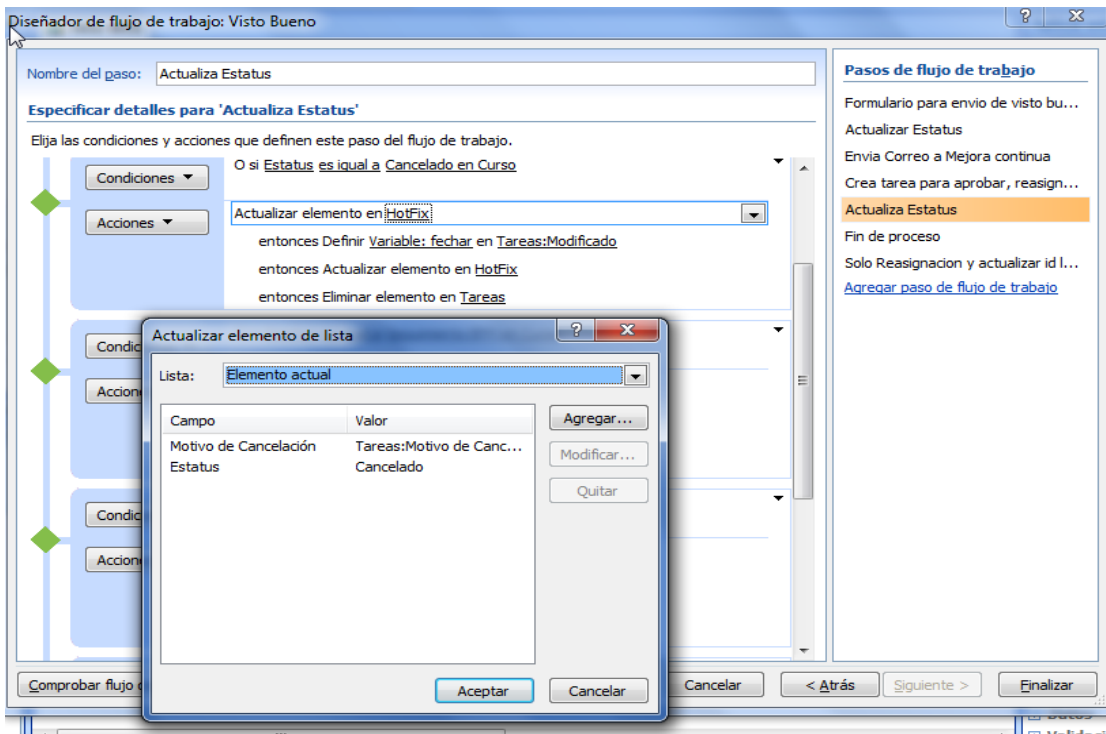 Diseñador de flujo de trabajo: Visto Bueno
Nombre del paso: Actualiza Estatus
Especificar detalles para 'Actualiza Estatus'
Elija las condiciones y acciones que definen este paso del flujo de trabajo.
Condiciones
O si Estatus es igual a Cancelado en Curso
Acciones
Actualizar elemento en HotFix
entonces Definir Variable: fechar en Tareas:Modificado
entonces Actualizar elemento en HotFix
entonces Eliminar elemento en Tareas
Condic
Accion
Condic
Accion
Comprobar flujo
Cancelar
< Atrás
Siguiente >
Finalizar
Pasos de flujo de trabajo
Formulario para envio de visto bu...
Actualizar Estatus
Envia Correo a Mejora continua
Crea tarea para aprobar, reasign...
Actualiza Estatus
Fin de proceso
Solo Reasignacion y actualizar id l...
Agregar paso de flujo de trabajo
Actualizar elemento de lista
Lista: Elemento actual
Campo Valor
Motivo de Cancelación Tareas:Motivo de Canc...
Estatus Cancelado
Agregar...
Modificar...
Quitar
Aceptar
Cancelar